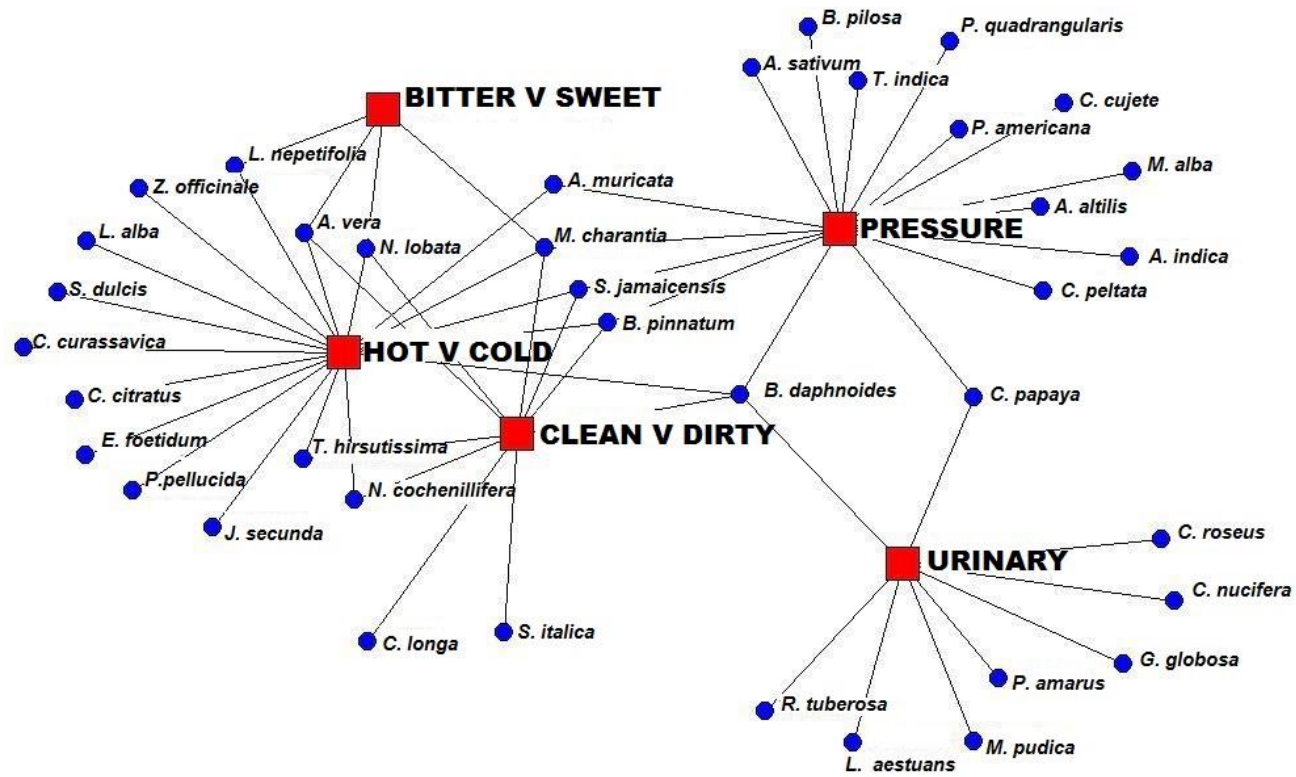 B. pilosa
P. quadrangularis
A. sativum
T. indica
BITTER V SWEET
C. cujete
P. americana
L. nepetifolia
M. alba
Z. officinale
A. muricata
A. altilis
A. vera
PRESSURE
L. alba
N. lobata
M. charantia
A. indica
S. dulcis
S. jamaicensis
C. peltata
B. pinnatum
C. curassavica
HOT V COLD
C. citratus
B. daphnoides
C. papaya
E. foetidum
T. hirsutissima
CLEAN V DIRTY
P.pellucida
N. cochenillifera
J. secunda
C. roseus
URINARY
C. nucifera
S. italica
C. longa
G. globosa
P. amarus
R. tuberosa
M. pudica
L. aestuans